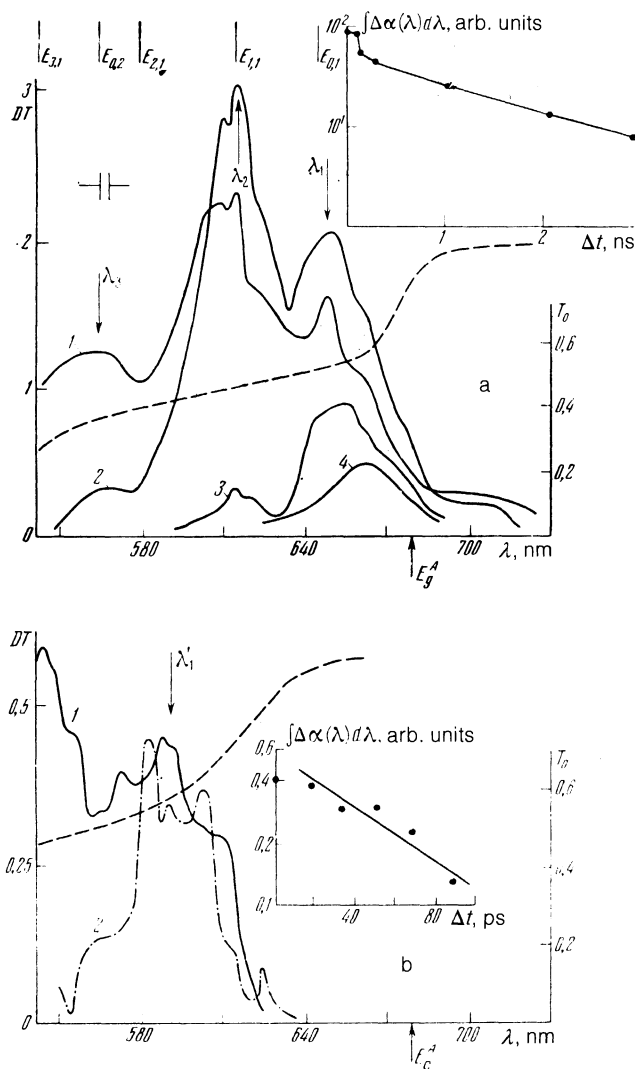 E3,1 E0,2 E2,1 E1,1 E0,1
∫Δα(λ)dλ, arb. units
10²
10¹
1 2
Δt, ns
3
DT
2
1
0
λ₂
λ₁
λ₃
1
2
3
4
a
T₀
0,6
0,4
0,2
580 640 700 λ, nm
E_g^A
DT
0,5
0,25
0
λ'₁
1
2
∫Δα(λ)dλ, arb. units
0,6
0,4
0,2
0,1
40 80
Δt, ps
b
T₀
0,6
0,4
0,2
580 640 700 λ, nm